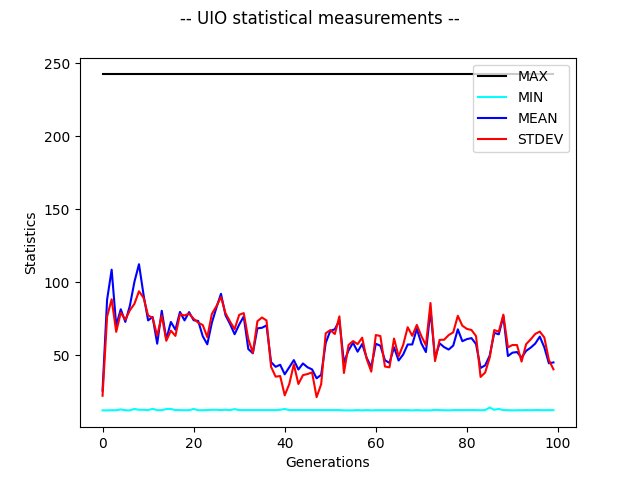 -- UIO statistical measurements --
250
200
150
100
50
Statistics
0
20
40
60
80
100
Generations
MAX
MIN
MEAN
STDEV